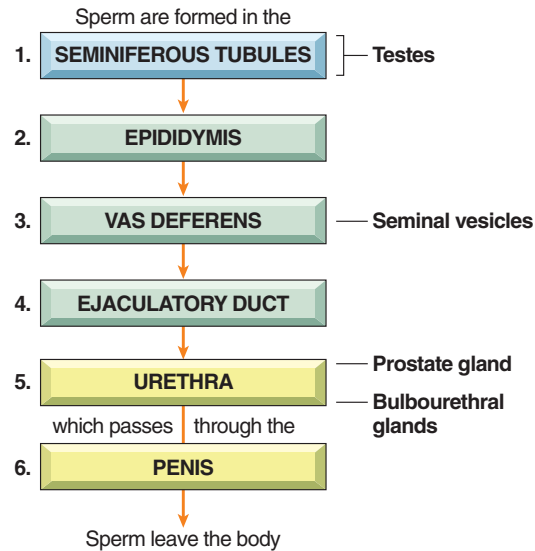 Sperm are formed in the
1. SEMINIFEROUS TUBULES
Testes
2. EPIDIDYMIS
3. VAS DEFERENS
Seminal vesicles
4. EJACULATORY DUCT
Prostate gland
5. URETHRA
Bulbourethral
glands
which passes through the
6. PENIS
Sperm leave the body